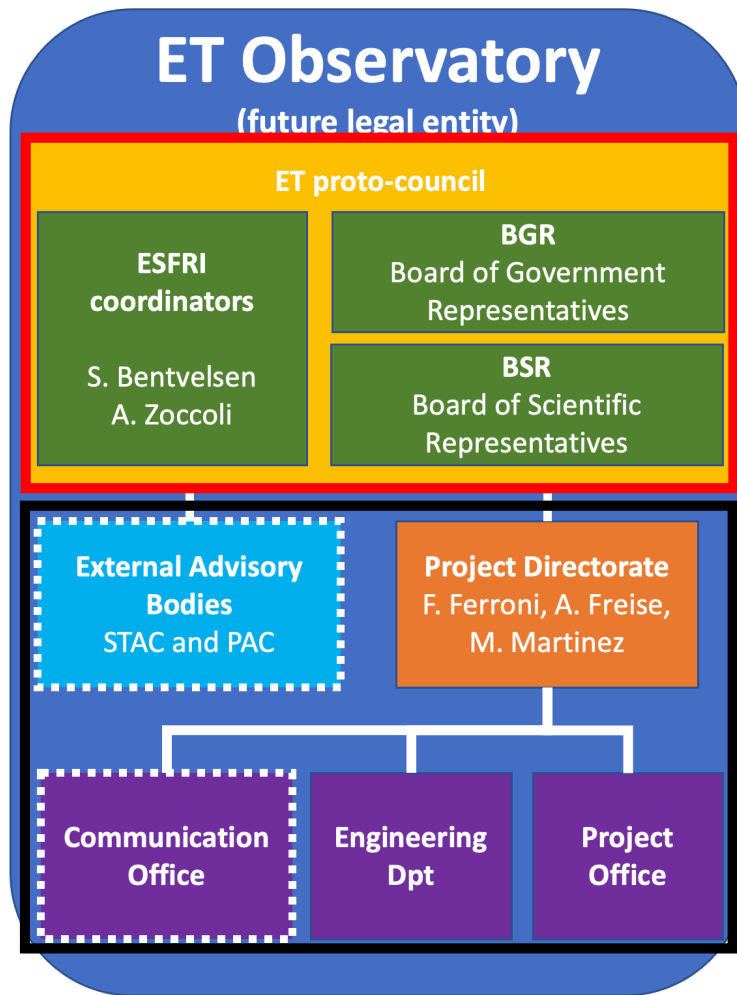 ET Observatory
(future legal entity)
ET proto-council
ESFRI
coordinators
S. Bentvelsen
A. Zoccoli
BGR
Board of Government
Representatives
BSR
Board of Scientific
Representatives
External Advisory
Bodies
STAC and PAC
Project Directorate
F. Ferroni, A. Freise,
M. Martinez
Communication
Office
Engineering
Dpt
Project
Office